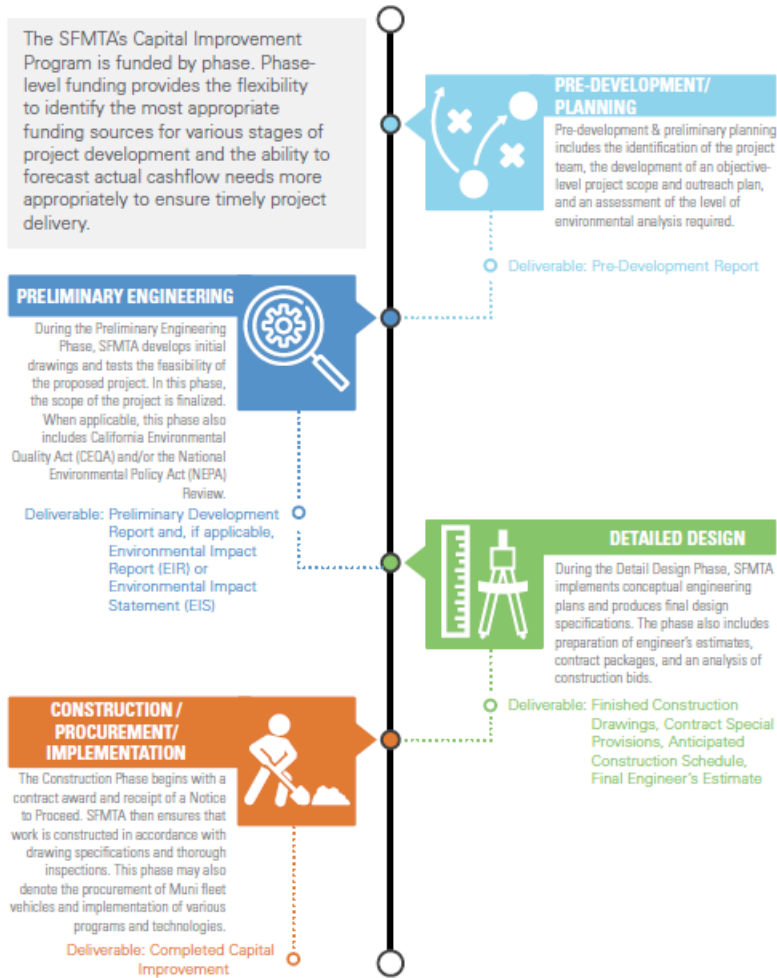 The SFMTA's Capital Improvement
Program is funded by phase. Phase-
level funding provides the flexibility
to identify the most appropriate
funding sources for various stages of
project development and the ability to
forecast actual cashflow needs more
appropriately to ensure timely project
delivery.
PRE-DEVELOPMENT/
PLANNING
Pre-development & preliminary planning
includes the identification of the project
team, the development of an objective-
level project scope and outreach plan,
and an assessment of the level of
environmental analysis required.
Deliverable: Pre-Development Report
PRELIMINARY ENGINEERING
During the Preliminary Engineering
Phase, SFMTA develops initial
drawings and tests the feasibility of
the proposed project. In this phase,
the scope of the project is finalized.
When applicable, this phase also
includes California Environmental
Quality Act (CEQA) and/or the National
Environmental Policy Act (NEPA)
Review.
Deliverable: Preliminary Development
Report and, if applicable,
Environmental Impact
Report (EIR) or
Environmental Impact
Statement (EIS)
DETAILED DESIGN
During the Detail Design Phase, SFMTA
implements conceptual engineering
plans and produces final design
specifications. The phase also includes
preparation of engineer's estimates,
contract packages, and an analysis of
construction bids.
Deliverable: Finished Construction
Drawings, Contract Special
Provisions, Anticipated
Construction Schedule,
Final Engineer's Estimate
CONSTRUCTION /
PROCUREMENT/
IMPLEMENTATION
The Construction Phase begins with a
contract award and receipt of a Notice
to Proceed. SFMTA then ensures that
work is constructed in accordance with
drawing specifications and thorough
inspections. This phase may also
denote the procurement of Muni fleet
vehicles and implementation of various
programs and technologies.
Deliverable: Completed Capital
Improvement